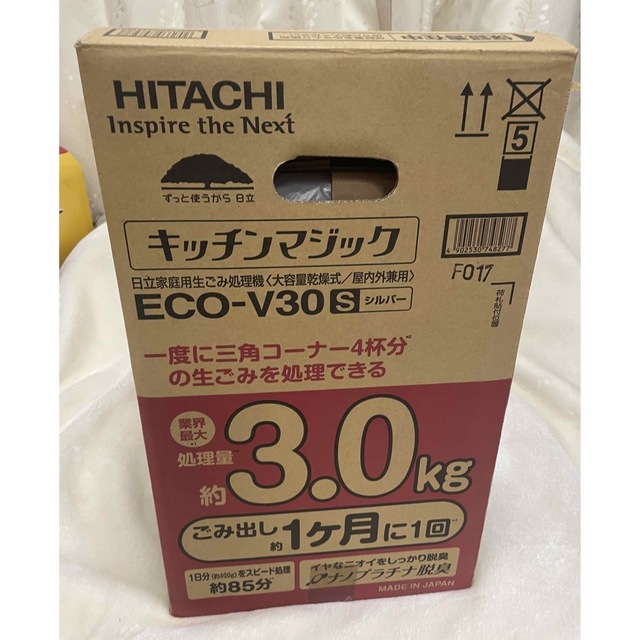 HITACHI
Inspire the Next
5
ずっと使うから 日立
キッチンマジック
4902530748277
F017
荷札貼付位置
日立家庭用生ごみ処理機〈大容量乾燥式/屋内外兼用〉
ECO-V30 S シルバー
一度に三角コーナー4杯分
の生ごみを処理できる
業界
最大
処理量
約3.0kg
ごみ出し約1ヶ月に1回
1日分(約400g)をスピード処理
約85分
イヤなニオイをしっかり脱臭
ナノプラチナ脱臭
MADE IN JAPAN